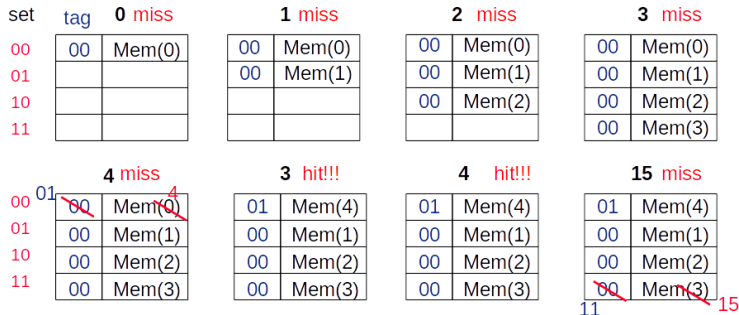 set tag 0 miss 1 miss 2 miss 3 miss
00 00 Mem(0) 00 Mem(0) 00 Mem(0) 00 Mem(0)
01 00 Mem(1) 00 Mem(1) 00 Mem(1)
10 00 Mem(2) 00 Mem(2)
11 00 Mem(3)
4 miss 3 hit!!! 4 hit!!! 15 miss
01 4
00 00 Mem(0) 01 Mem(4) 01 Mem(4) 01 Mem(4)
01 00 Mem(1) 00 Mem(1) 00 Mem(1) 00 Mem(1)
10 00 Mem(2) 00 Mem(2) 00 Mem(2) 00 Mem(2)
11 00 Mem(3) 00 Mem(3) 00 Mem(3) 00 Mem(3)
11 15